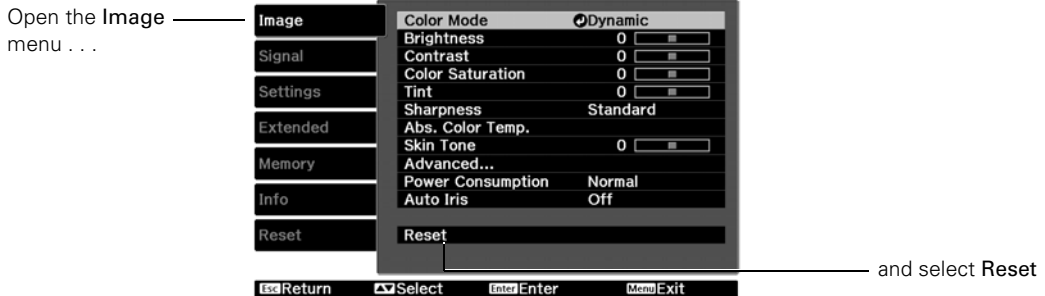 Open the Image
menu . . .
Image
Signal
Settings
Extended
Memory
Info
Reset
Color Mode Dynamic
Brightness 0
Contrast 0
Color Saturation 0
Tint 0
Sharpness Standard
Abs. Color Temp.
Skin Tone 0
Advanced...
Power Consumption Normal
Auto Iris Off
Reset
and select Reset
Esc Return Select Enter Enter Menu Exit